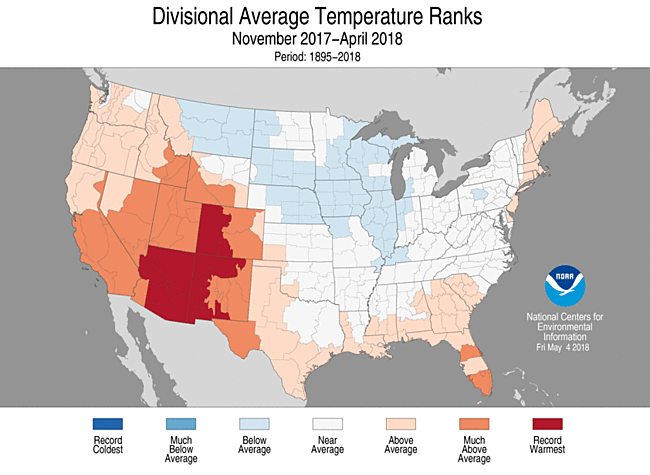 Divisional Average Temperature Ranks
November 2017–April 2018
Period: 1895–2018
NOAA
National Centers for
Environmental
Information
Fri May 4 2018
Record
Coldest
Much
Below
Average
Below
Average
Near
Average
Above
Average
Much
Above
Average
Record
Warmest